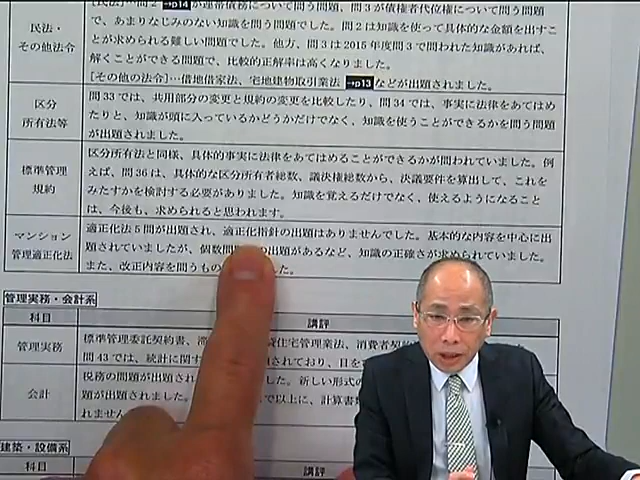 [民法]…問2 →p14 が連帯債務について問う問題、問3が債権者代位権について問う問題
民法・
その他法令
で、あまりなじみのない知識を問う問題でした。問2は知識を使って具体的な金額を出すこ
とが求められる難しい問題でした。他方、問3は2015年度問3で問われた知識があれば、
解くことができる問題で、比較的正解率は高くなりました。
[その他の法令]…借地借家法、宅地建物取引業法 →p13 などが出題されました。
区分
所有法等
問33では、共用部分の変更と規約の変更を比較したり、問34では、事実に法律をあてはめ
たりと、知識が頭に入っているかどうかだけでなく、知識を使うことができるかを問う問題
が出題されました。
標準管理
規約
区分所有法と同様、具体的事実に法律をあてはめることができるかが問われていました。例
えば、問36は、具体的な区分所有者総数、議決権総数から、決議要件を算出して、これを
みたすかを検討する必要がありました。知識を覚えるだけでなく、使えるようになること
は、今後も、求められると思われます。
マンション
管理適正化法
適正化法5問が出題され、適正化指針の出題はありませんでした。基本的な内容を中心に出
題されていましたが、個数問題の出題があるなど、知識の正確さが求められていました。
また、改正内容を問うもの した。
管理実務・会計系
科目 講評
管理実務
標準管理委託契約書、 貸住宅管理業法、消費者契約
問43では、統計に関す されており、目を
会計
税務の問題が出題され た。新しい形式の
題が出題されました。 で以上に、計算書類
れません
建築・設備系
科目 講評